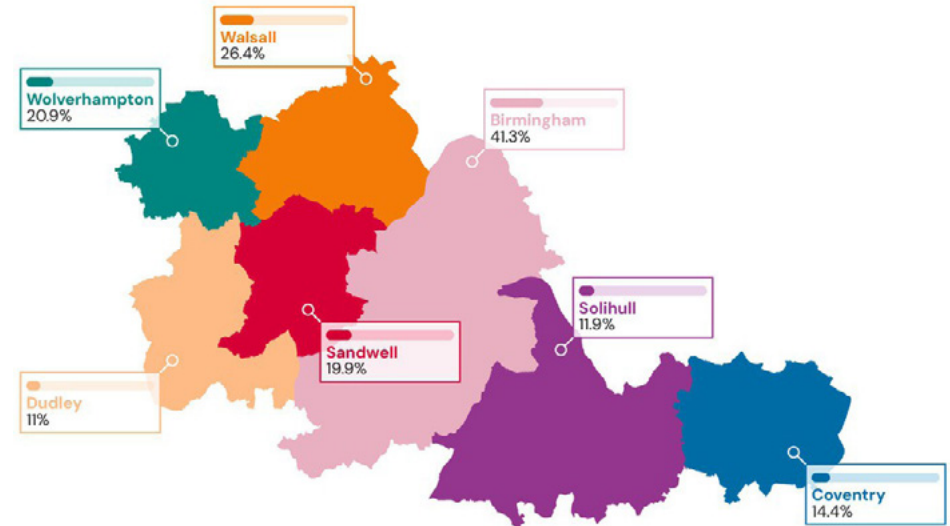 Walsall
26.4%
Wolverhampton
20.9%
Birmingham
41.3%
Solihull
11.9%
Sandwell
19.9%
Dudley
11%
Coventry
14.4%